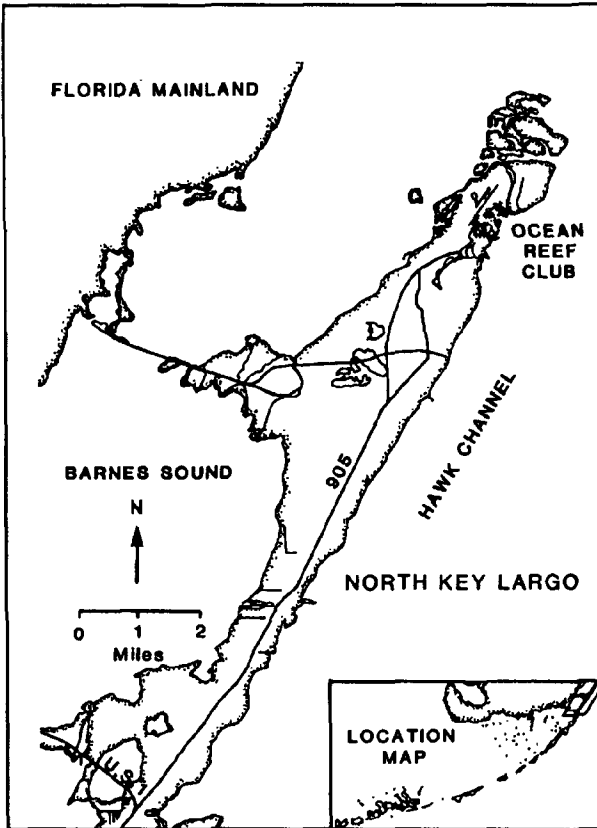 FLORIDA MAINLAND
OCEAN
REEF
CLUB
HAWK CHANNEL
905
BARNES SOUND
N
NORTH KEY LARGO
0 1 2
Miles
LOCATION
MAP
U.S. 1